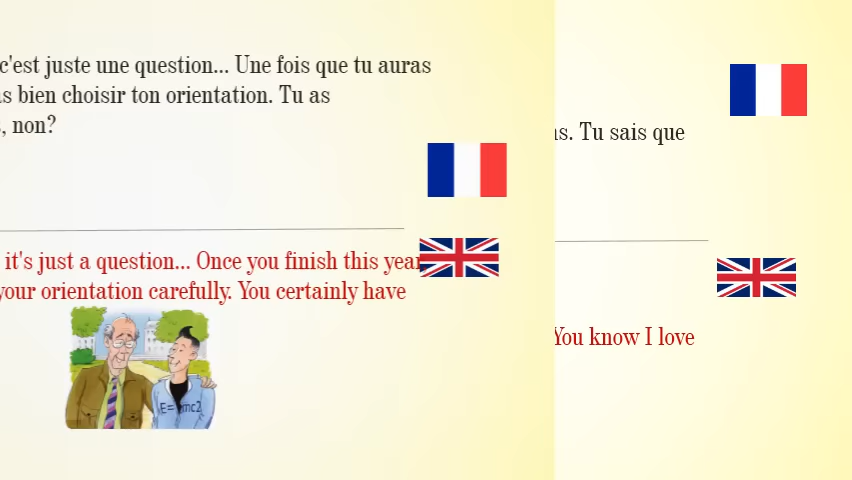 c'est juste une question... Une fois que tu auras
bien choisir ton orientation. Tu as
, non?
it's just a question... Once you finish this year
your orientation carefully. You certainly have
E= mc2
Tu sais que
You know I love